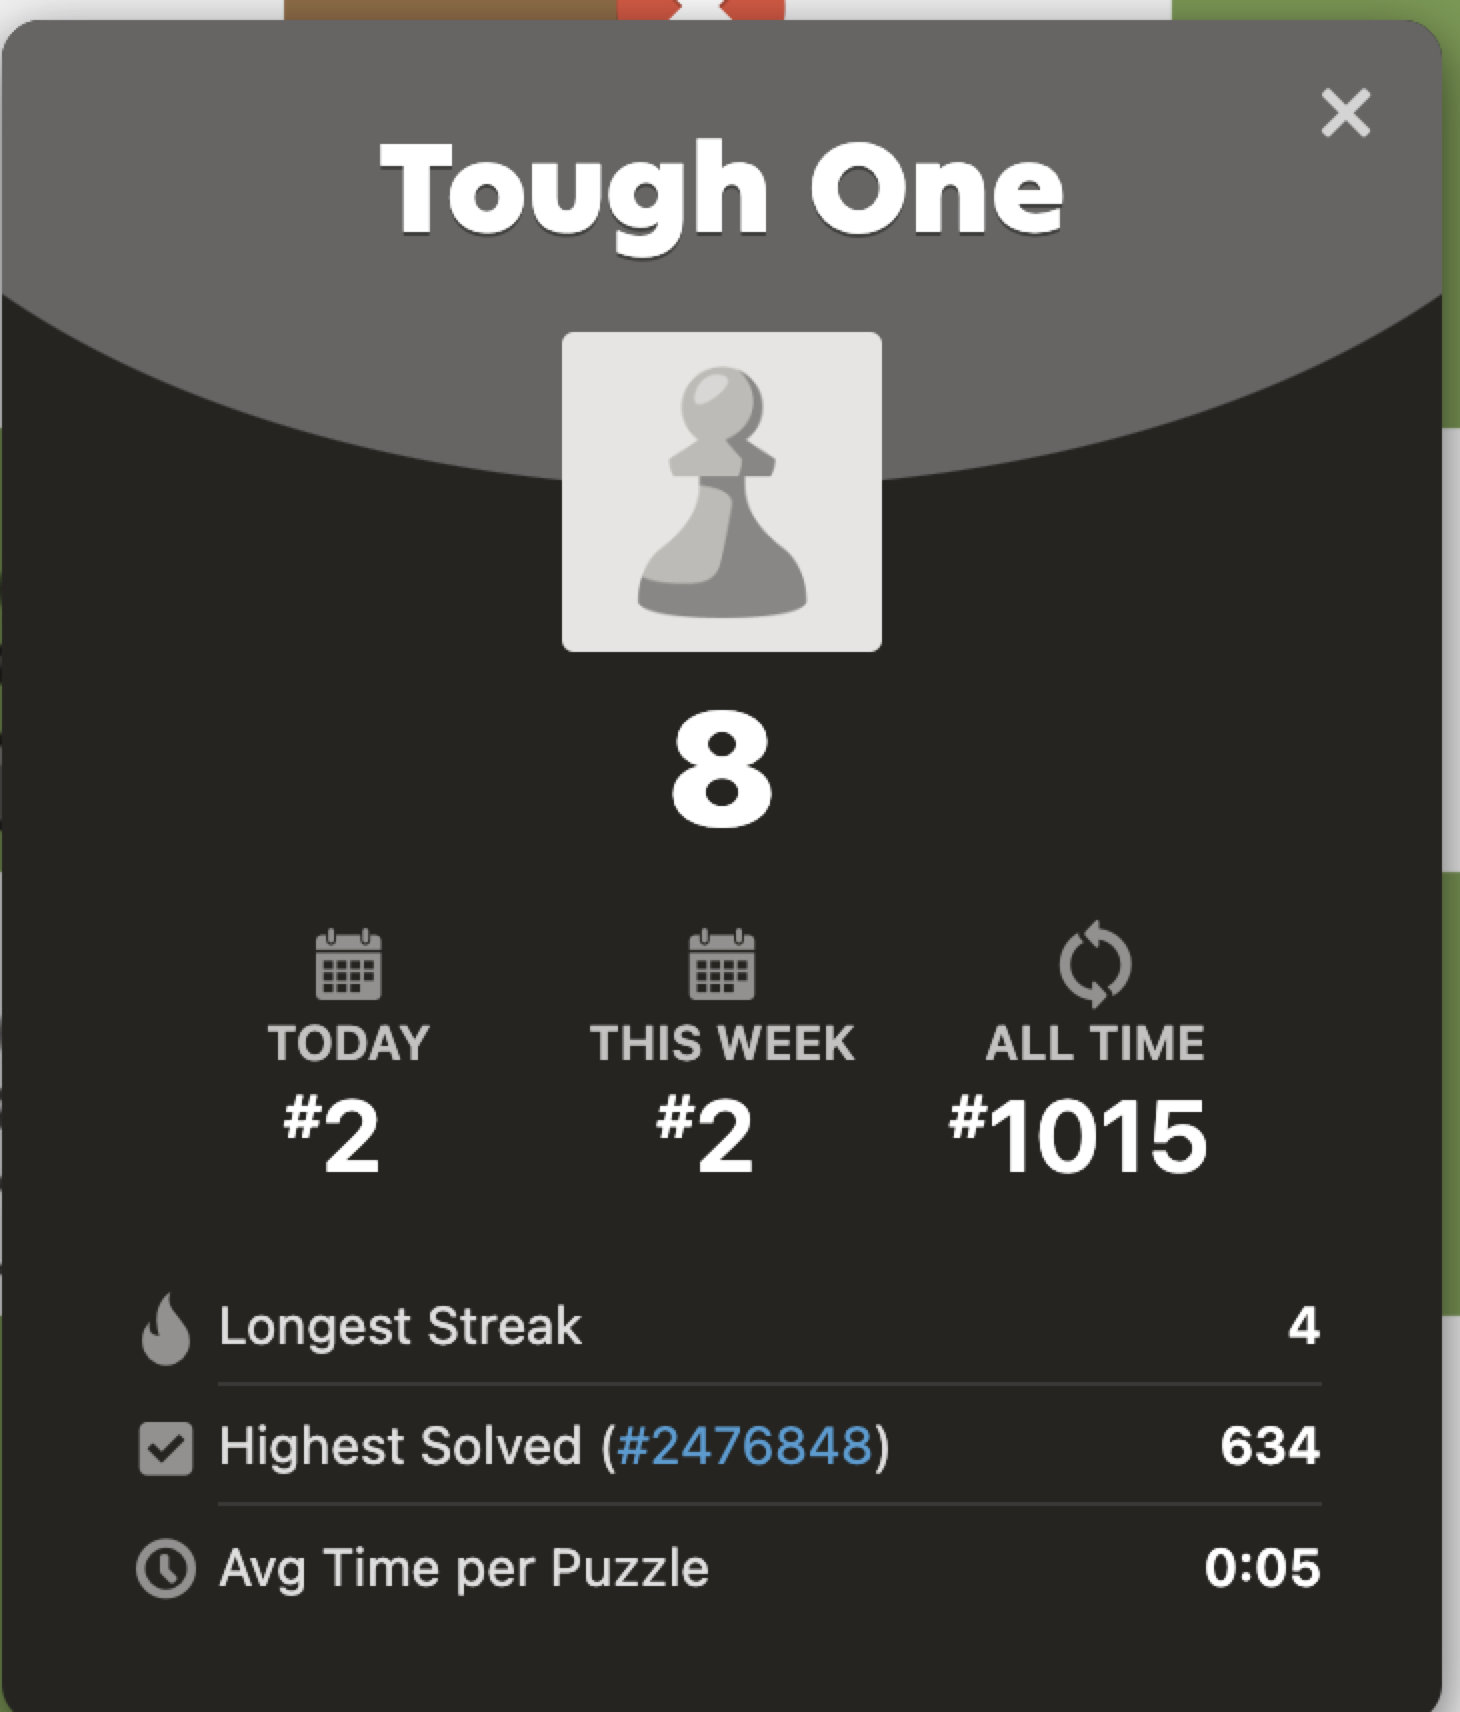 Tough One
8
TODAY
#2
THIS WEEK
#2
ALL TIME
#1015
Longest Streak 4
Highest Solved (#2476848) 634
Avg Time per Puzzle 0:05